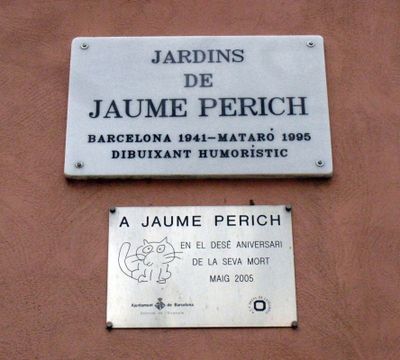 JARDINS
DE
JAUME PERICH
BARCELONA 1941–MATARÓ 1995
DIBUIXANT HUMORÍSTIC
A JAUME PERICH
EN EL DESÈ ANIVERSARI
DE LA SEVA MORT
MAIG 2005
Ajuntament de Barcelona